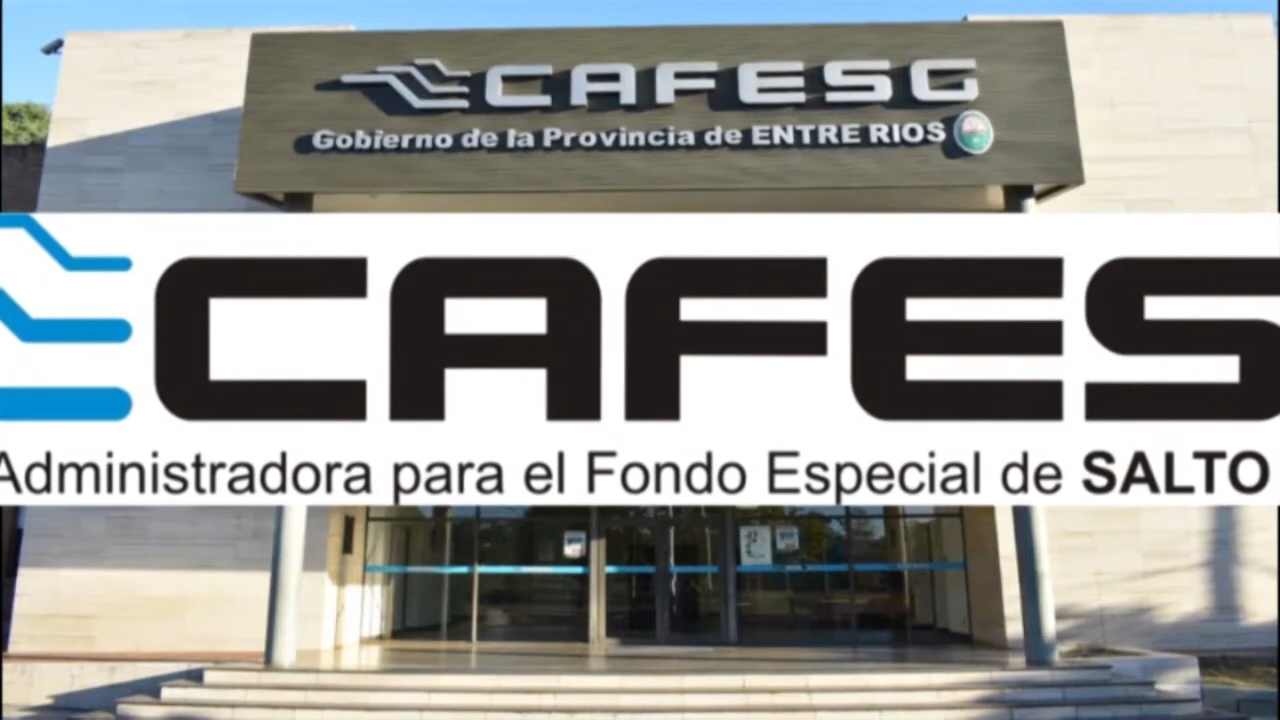 CAFESG
Gobierno de la Provincia de ENTRE RIOS
CAFES
Administradora para el Fondo Especial de SALTO